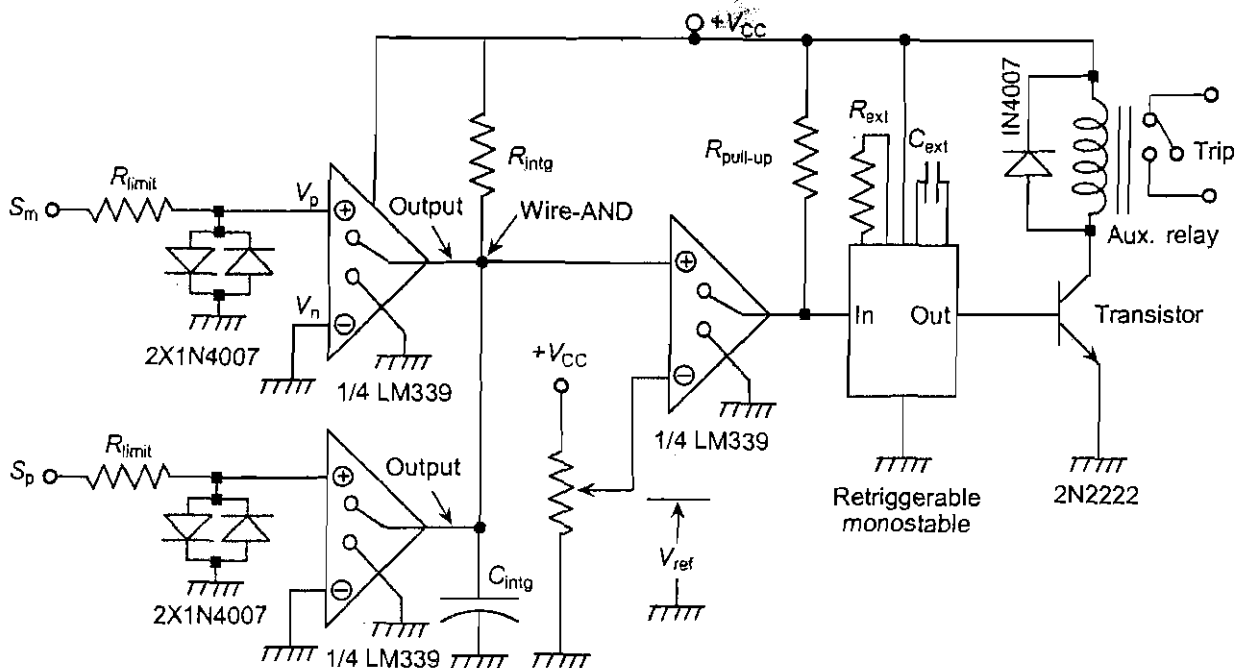 +VCC
IN4007
Rext
Cext
Rintg
Rpull-up
Rlimit
Sm
Vp
Output
Wire-AND
Trip
Aux. relay
Vn
In
Out
Transistor
2X1N4007
+VCC
1/4 LM339
1/4 LM339
Rlimit
Sp
Output
Retriggerable
monostable
2N2222
Vref
Cintg
2X1N4007
1/4 LM339